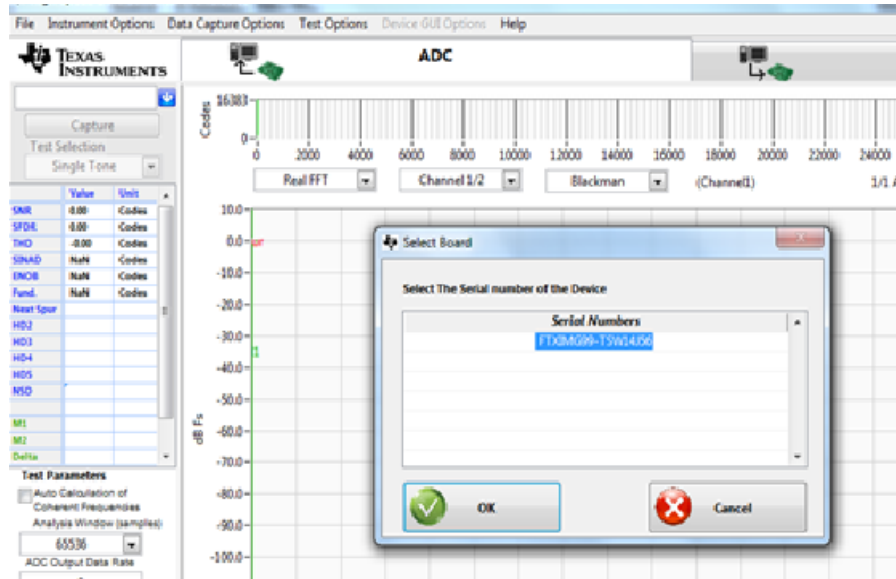 File Instrument Options Data Capture Options Test Options Device GUI Options Help
TEXAS INSTRUMENTS
ADC
Capture
Test Selection
Single Tone
Codes
16383
0
0 2000 4000 6000 8000 10000 12000 14000 16000 18000 20000 22000 24000
Real FFT Channel 1/2 Blackman (Channel1) 1/1
Value Unit
SNR 0.00 Codes
SFDR 0.00 Codes
THD -0.00 Codes
SINAD NaN Codes
ENOB NaN Codes
Fund. NaN Codes
Next Spur
HD2
HD3
HD4
HD5
NSD
M1
M2
Delta
Test Parameters
Auto Calculation of
Coherent Frequencies
Analysis Window (samples)
65536
ADC Output Data Rate
dB Fs
10.0
0.0
-10.0
-20.0
-30.0
-40.0
-50.0
-60.0
-70.0
-80.0
-90.0
-100.0
1
Select Board
Select The Serial number of the Device
Serial Numbers
OK
Cancel